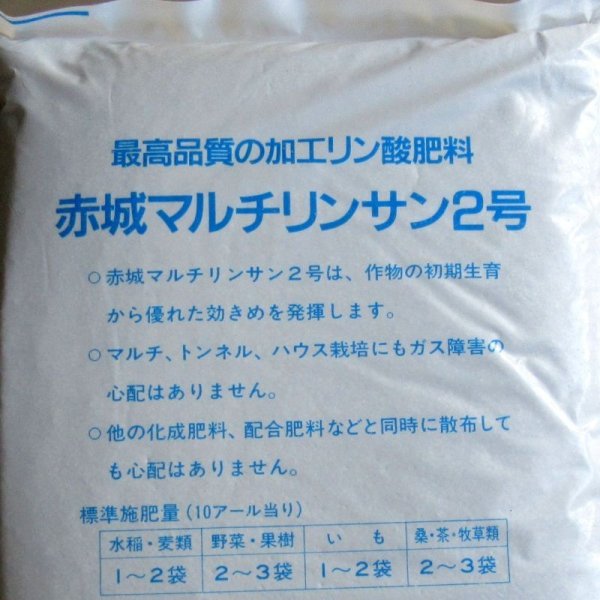 最高品質の加工リン酸肥料
赤城マルチリンサン2号
○赤城マルチリンサン2号は、作物の初期生育
から優れた効きめを発揮します。
○マルチ、トンネル、ハウス栽培にもガス障害の
心配はありません。
○他の化成肥料、配合肥料などと同時に散布して
も心配はありません。
標準施肥量(10アール当り)
水稲・麦類 野菜・果樹 いも 桑・茶・牧草類
1～2袋 2～3袋 1～2袋 2～3袋